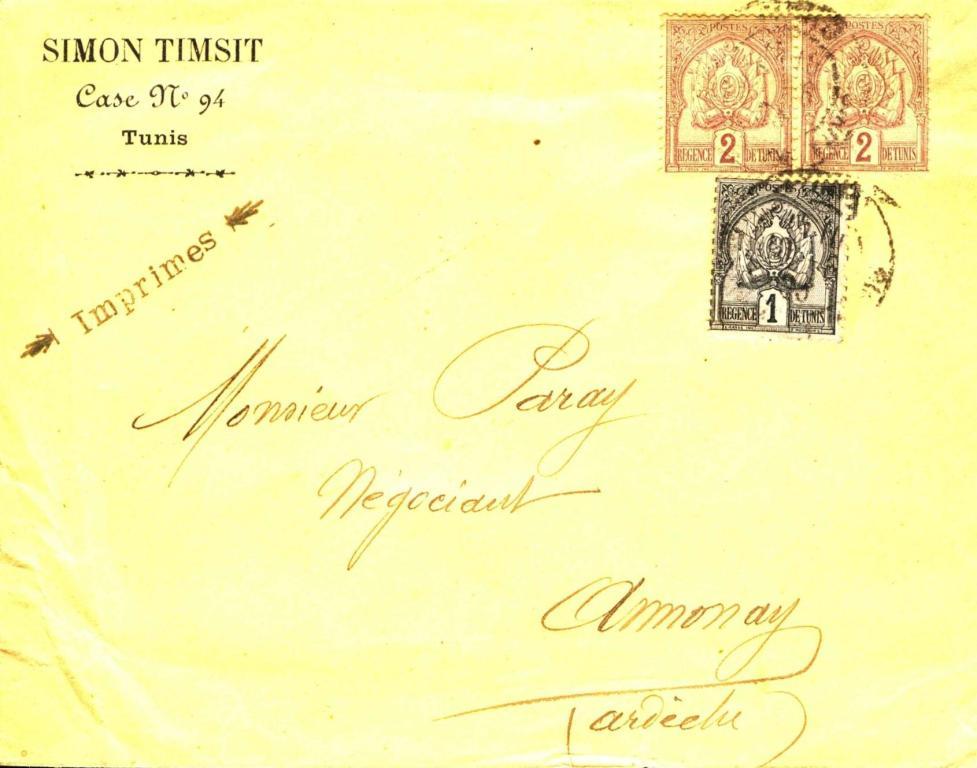 SIMON TIMSIT
Case Nº 94
Tunis
Imprimes
POSTES
2
REGENCE DE TUNIS
POSTES
2
REGENCE DE TUNIS
POSTES
1
REGENCE DE TUNIS
Monsieur Paray
Négociant
Annonay
ardèche